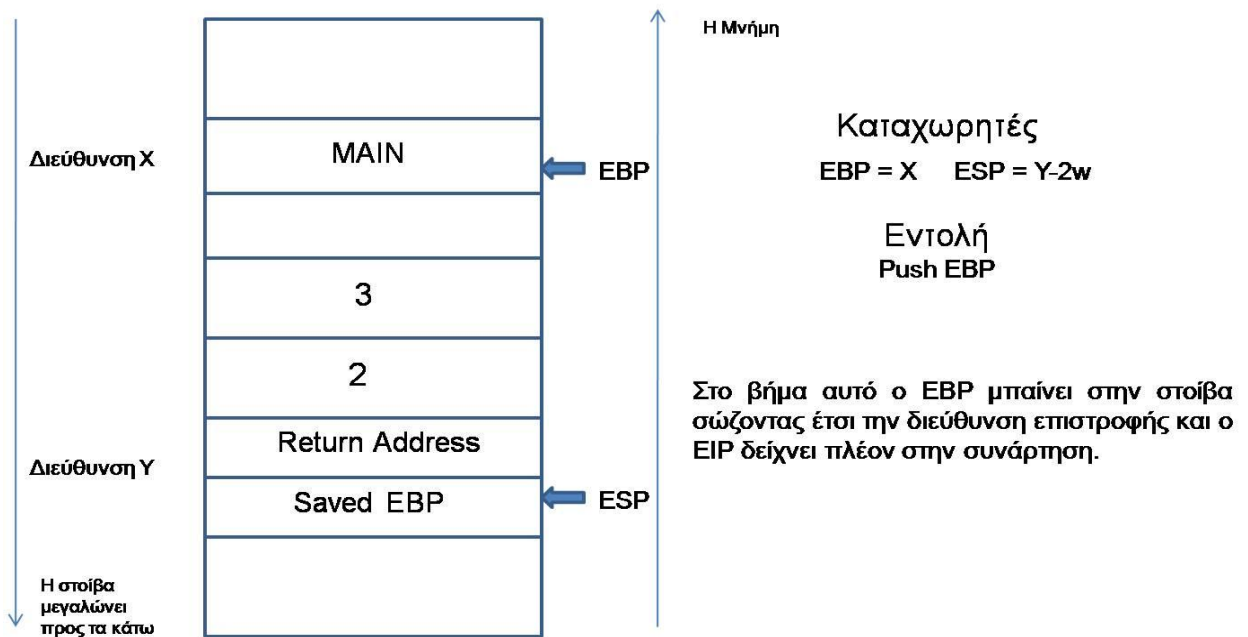 Η Μνήμη
Καταχωρητές
Διεύθυνση X
MAIN
EBP
EBP = X ESP = Y-2w
Εντολή
Push EBP
3
2
Στο βήμα αυτό ο EBP μπαίνει στην στοίβα
σώζοντας έτσι την διεύθυνση επιστροφής και ο
EIP δείχνει πλέον στην συνάρτηση.
Return Address
Διεύθυνση Y
Saved EBP
ESP
Η στοίβα
μεγαλώνει
προς τα κάτω